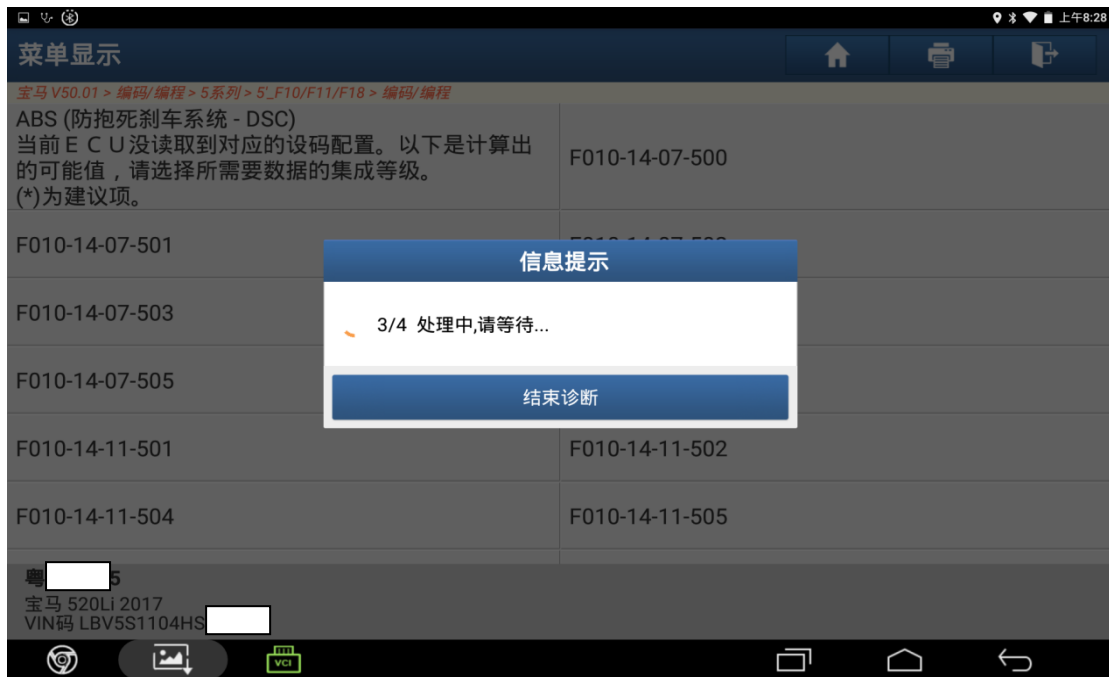 上午8:28
菜单显示
宝马 V50.01 > 编码/编程 > 5系列 > 5'_F10/F11/F18 > 编码/编程
ABS (防抱死刹车系统 - DSC)
当前ＥＣＵ没读取到对应的设码配置。以下是计算出
的可能值，请选择所需要数据的集成等级。
(*)为建议项。
F010-14-07-500
F010-14-07-501
F010-14-07-503
信息提示
3/4 处理中,请等待...
结束诊断
F010-14-07-505
F010-14-11-501
F010-14-11-502
F010-14-11-504
F010-14-11-505
粤 5
宝马 520Li 2017
VIN码 LBV5S1104HS
VCI